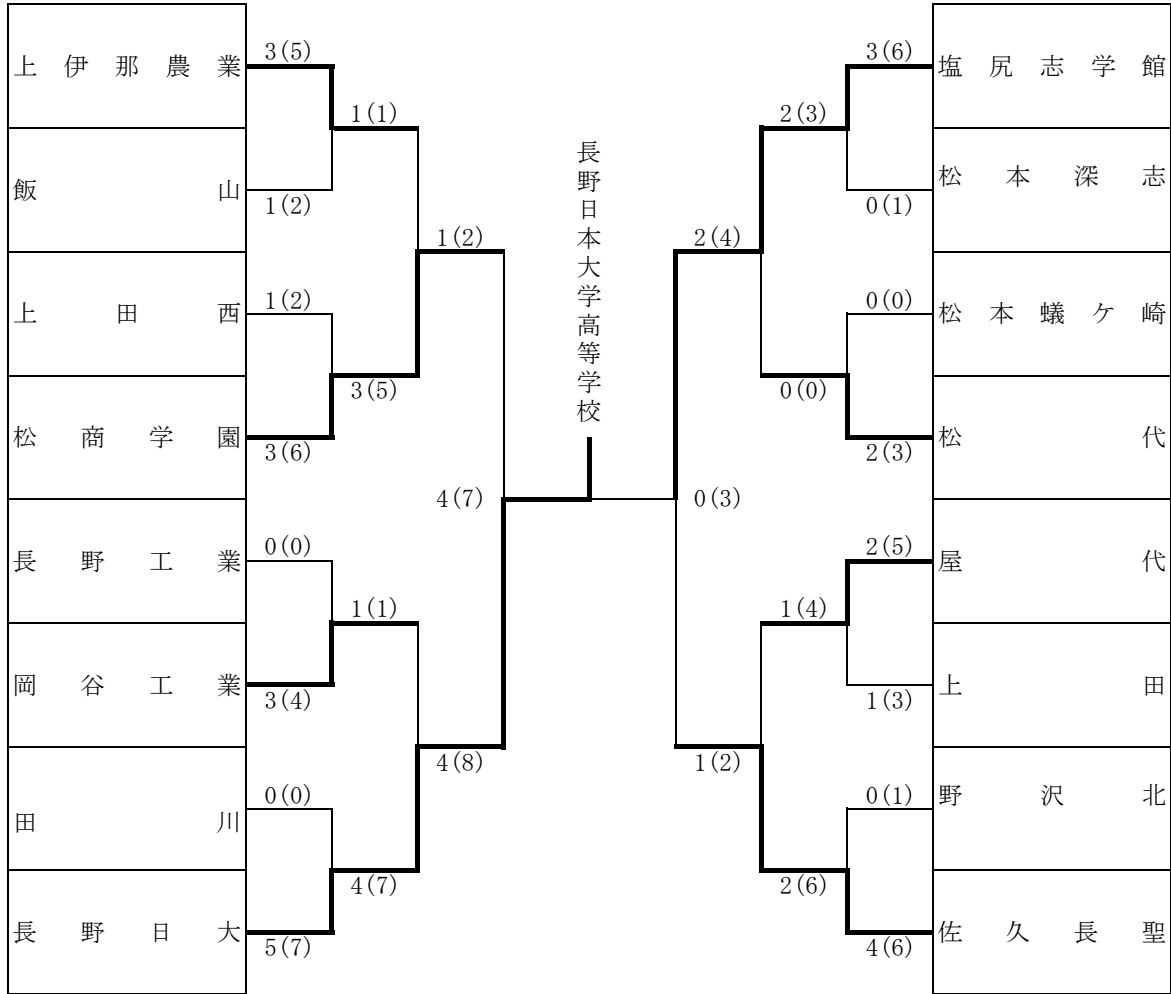 上伊那農業
飯山
上田西
松商学園
長野工業
岡谷工業
田川
長野日大
3(5)
1(2)
1(2)
3(6)
0(0)
3(4)
0(0)
5(7)
1(1)
3(5)
1(1)
4(7)
1(2)
4(8)
4(7)
長野日本大学高等学校
0(3)
2(4)
1(2)
2(3)
0(0)
1(4)
2(6)
3(6)
0(1)
0(0)
2(3)
2(5)
1(3)
0(1)
4(6)
塩尻志学館
松本深志
松本蟻ケ崎
松代
屋代
上田
野沢北
佐久長聖